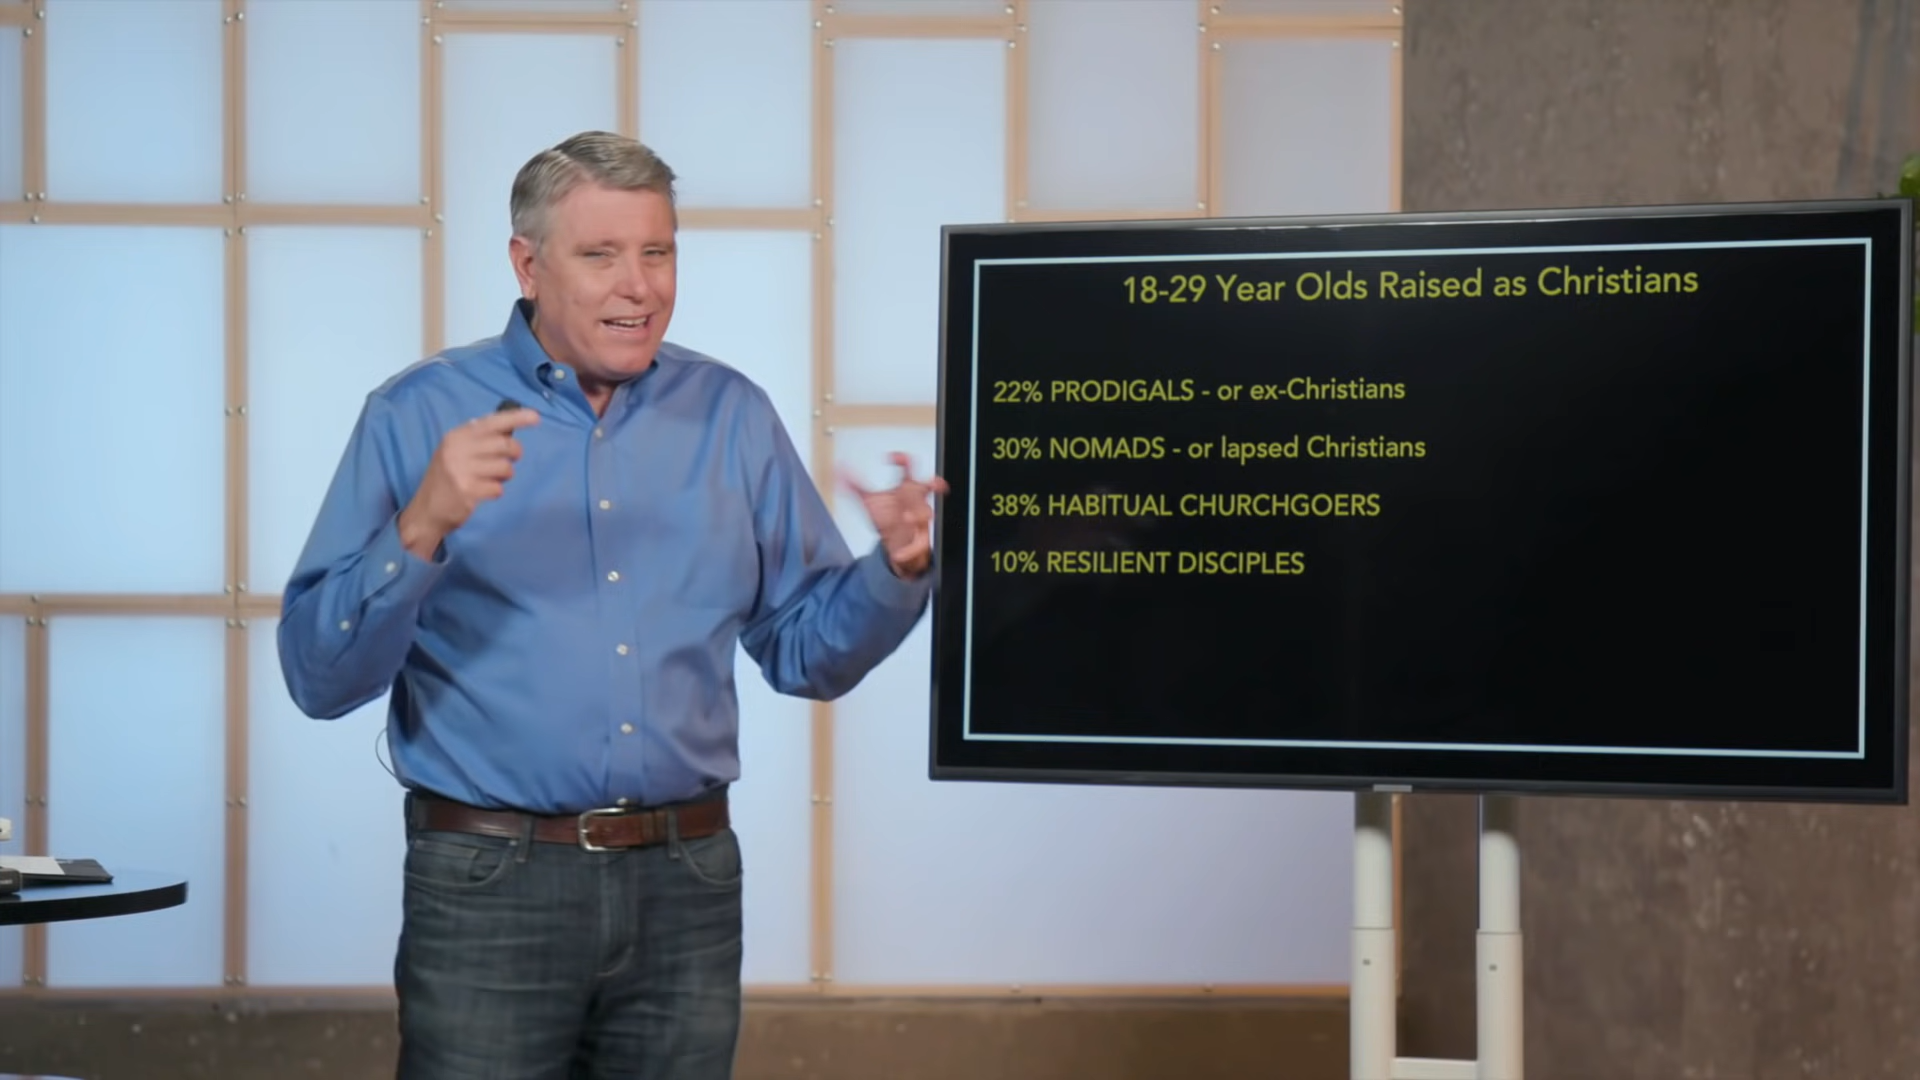 18-29 Year Olds Raised as Christians
22% PRODIGALS - or ex-Christians
30% NOMADS - or lapsed Christians
38% HABITUAL CHURCHGOERS
10% RESILIENT DISCIPLES